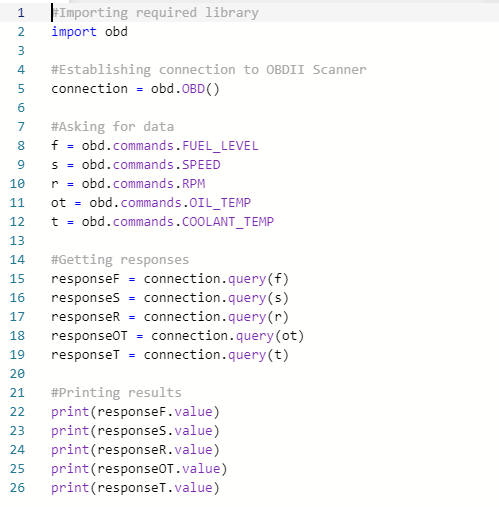 1 #Importing required library
2 import obd
3
4 #Establishing connection to OBDII Scanner
5 connection = obd.OBD()
6
7 #Asking for data
8 f = obd.commands.FUEL_LEVEL
9 s = obd.commands.SPEED
10 r = obd.commands.RPM
11 ot = obd.commands.OIL_TEMP
12 t = obd.commands.COOLANT_TEMP
13
14 #Getting responses
15 responseF = connection.query(f)
16 responseS = connection.query(s)
17 responseR = connection.query(r)
18 responseOT = connection.query(ot)
19 responseT = connection.query(t)
20
21 #Printing results
22 print(responseF.value)
23 print(responseS.value)
24 print(responseR.value)
25 print(responseOT.value)
26 print(responseT.value)